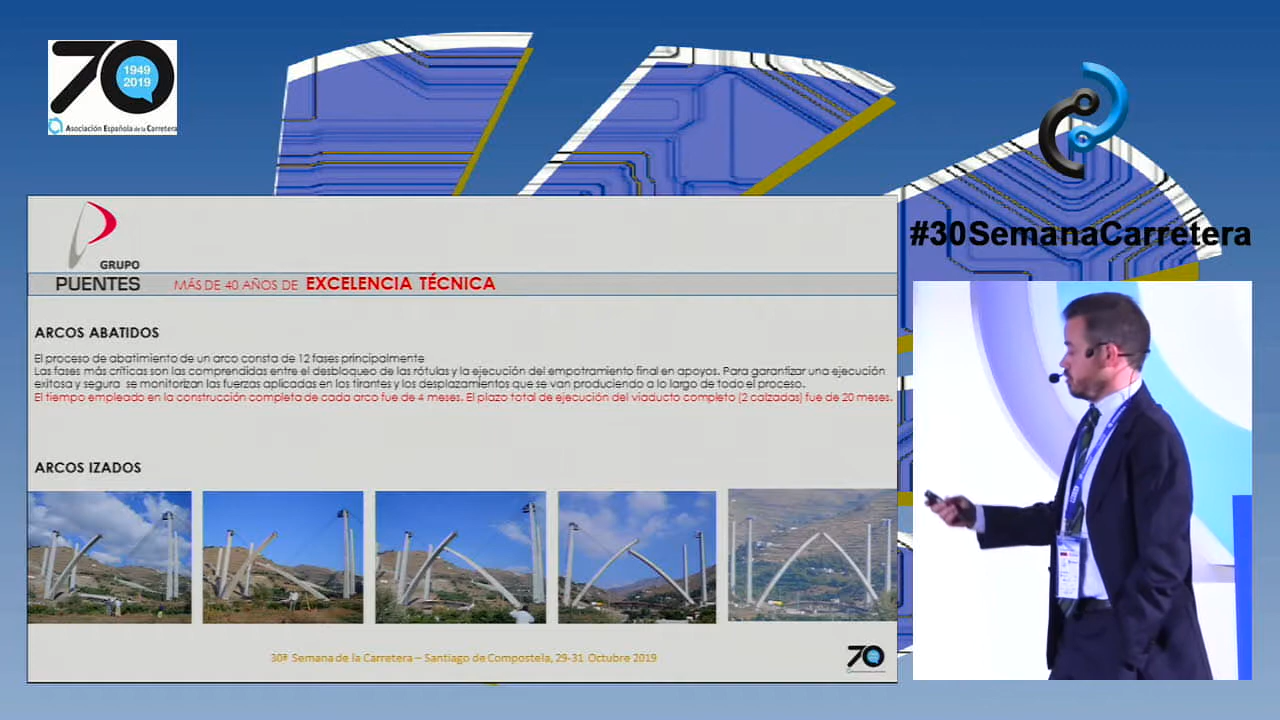 70
1949
2019
Asociación Española de la Carretera
#30SemanaCarretera
GRUPO
PUENTES
MÁS DE 40 AÑOS DE EXCELENCIA TÉCNICA
ARCOS ABATIDOS
El proceso de abatimiento de un arco consta de 12 fases principalmente
Las fases más críticas son las comprendidas entre el desbloqueo de las rótulas y la ejecución del empotramiento final en apoyos. Para garantizar una ejecución
exitosa y segura se monitorizan las fuerzas aplicadas en los tirantes y los desplazamientos que se van produciendo a lo largo de todo el proceso.
El tiempo empleado en la construcción completa de cada arco fue de 4 meses. El plazo total de ejecución del viaducto completo (2 calzadas) fue de 20 meses.
ARCOS IZADOS
30ª Semana de la Carretera – Santiago de Compostela, 29-31 Octubre 2019
70